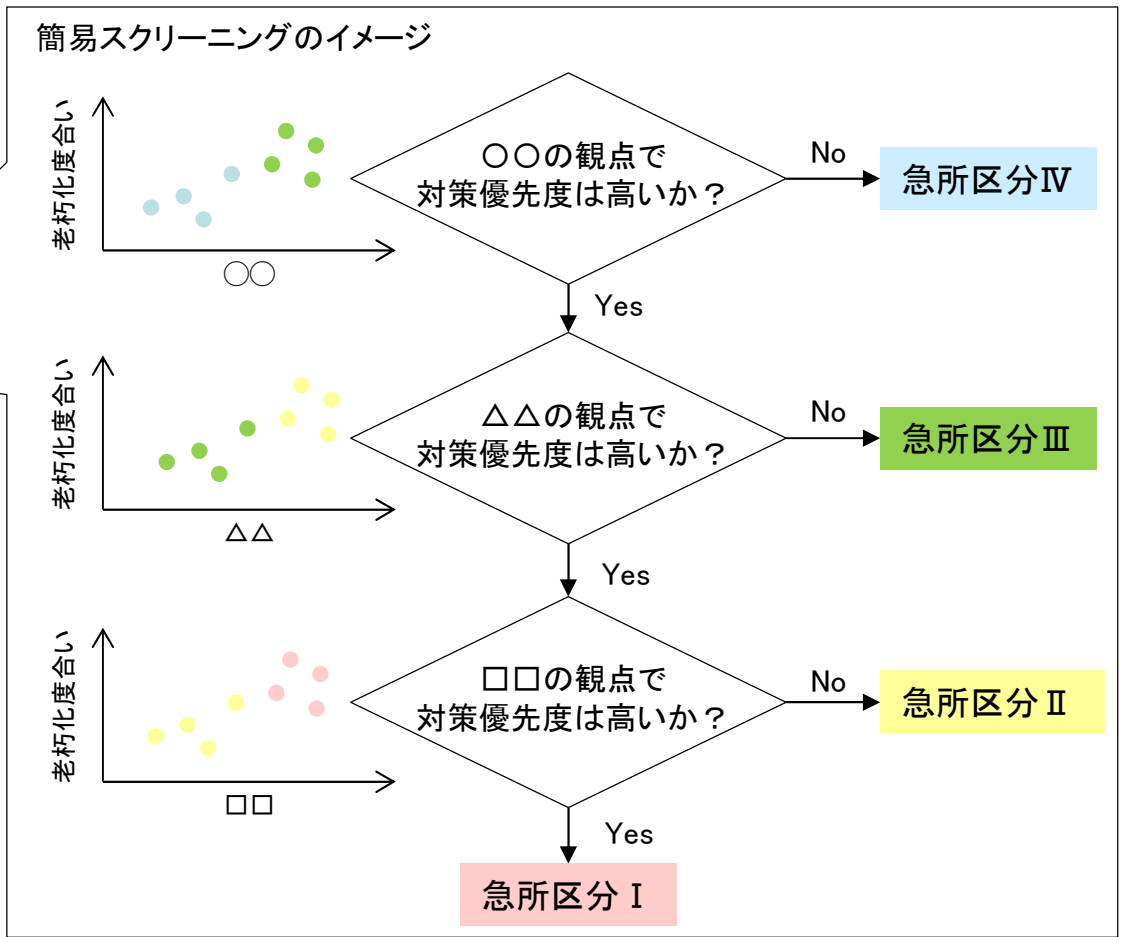 簡易スクリーニングのイメージ
老朽化度合い
○○
○○の観点で
対策優先度は高いか？
No
急所区分Ⅳ
Yes
老朽化度合い
△△
△△の観点で
対策優先度は高いか？
No
急所区分Ⅲ
Yes
老朽化度合い
□□
□□の観点で
対策優先度は高いか？
No
急所区分Ⅱ
Yes
急所区分Ⅰ